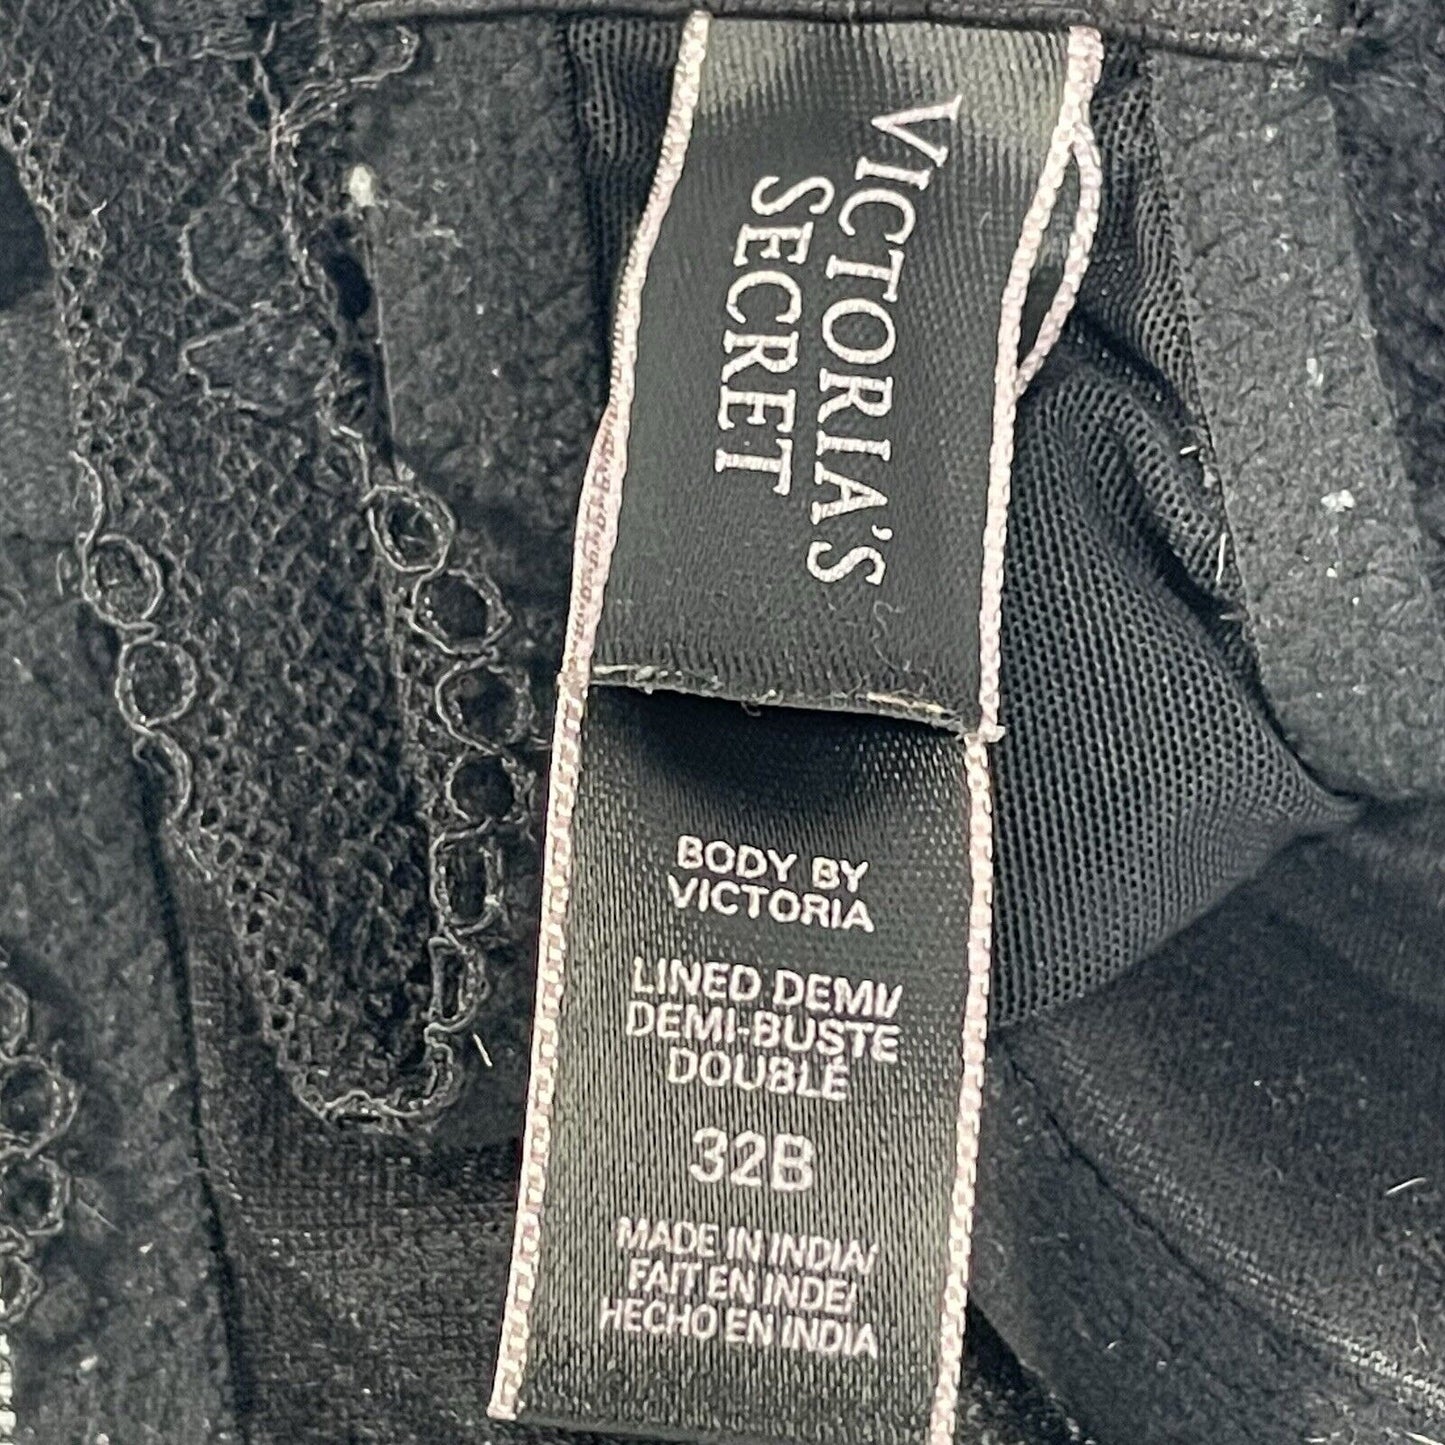 VICTORIA'S
SECRET
BODY BY
VICTORIA
LINED DEMI/
DEMI-BUSTE
DOUBLÉ
32B
MADE IN INDIA/
FAIT EN INDE/
HECHO EN INDIA